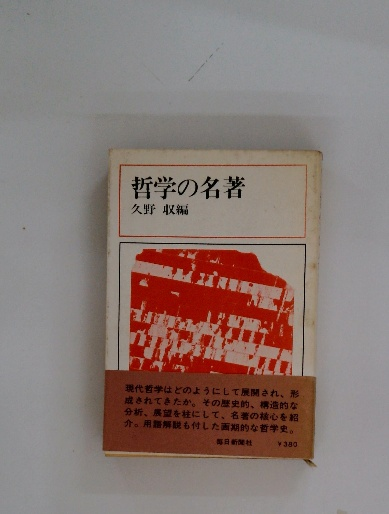 哲学の名著
久野 収編
現代哲学はどのようにして展開され、形
成されてきたか。その歴史的、構造的な
分析、展望を柱にして、名著の核心を紹
介。用語解説も付した画期的な哲学史。
毎日新聞社 ¥380